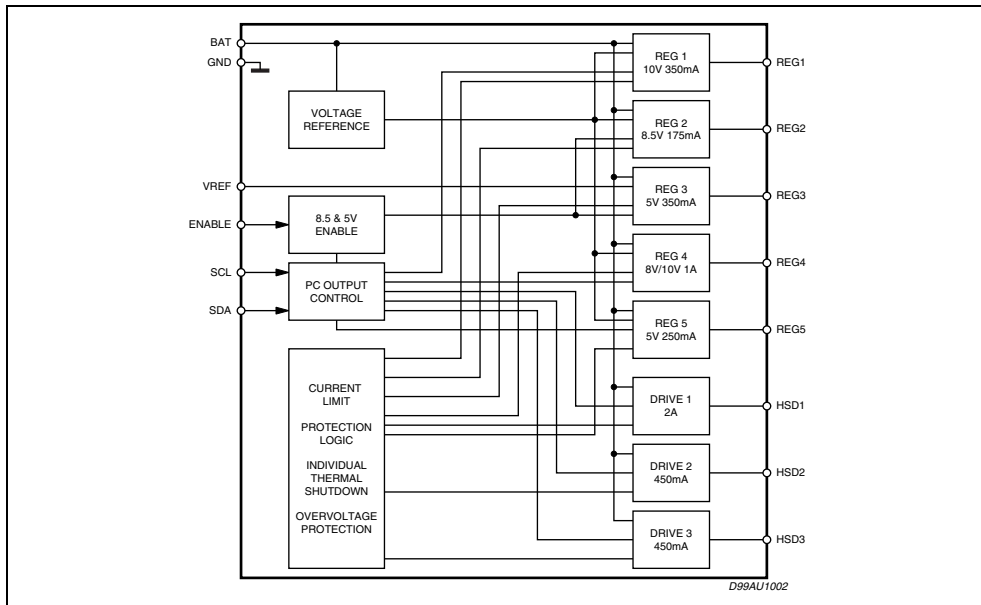 BAT
GND
VREF
ENABLE
SCL
SDA
VOLTAGE
REFERENCE
8.5 & 5V
ENABLE
PC OUTPUT
CONTROL
CURRENT
LIMIT
PROTECTION
LOGIC
INDIVIDUAL
THERMAL
SHUTDOWN
OVERVOLTAGE
PROTECTION
REG 1
10V 350mA
REG 2
8.5V 175mA
REG 3
5V 350mA
REG 4
8V/10V 1A
REG 5
5V 250mA
DRIVE 1
2A
DRIVE 2
450mA
DRIVE 3
450mA
REG1
REG2
REG3
REG4
REG5
HSD1
HSD2
HSD3
D99AU1002